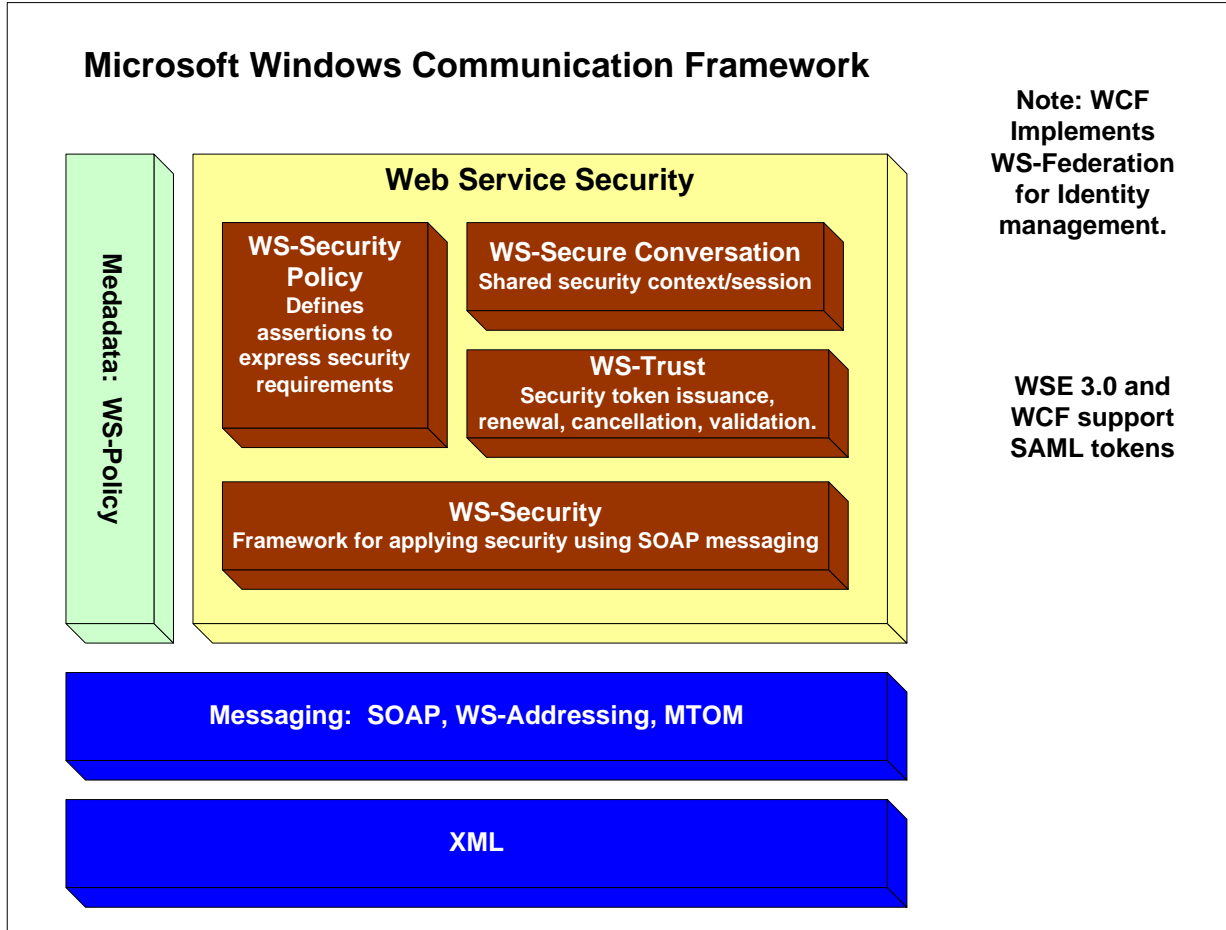 Microsoft Windows Communication Framework
Note: WCF
Implements
WS-Federation
for Identity
management.
Medadata:  WS-Policy
Web Service Security
WS-Security
Policy
Defines
assertions to
express security
requirements
WS-Secure Conversation
Shared security context/session
WS-Trust
Security token issuance,
renewal, cancellation, validation.
WSE 3.0 and
WCF support
SAML tokens
WS-Security
Framework for applying security using SOAP messaging
Messaging:  SOAP, WS-Addressing, MTOM
XML